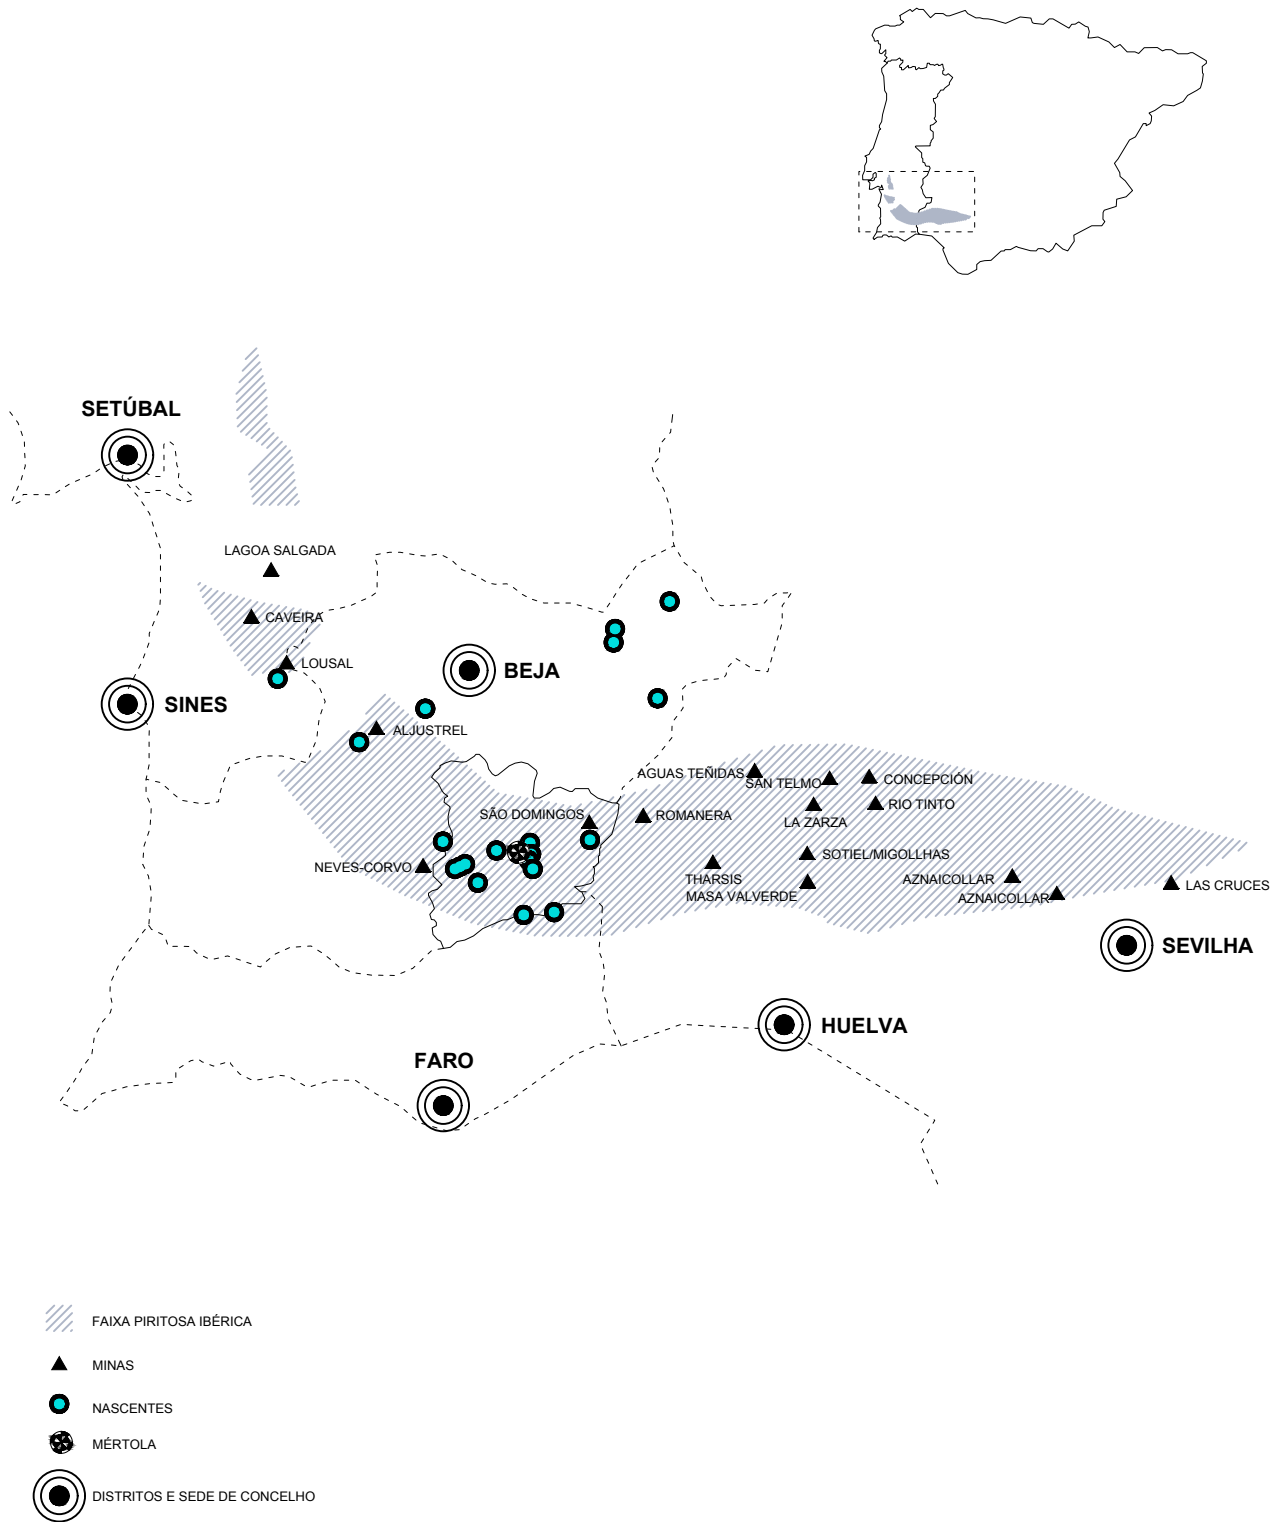 SETÚBAL
LAGOA SALGADA
CAVEIRA
LOUSAL
BEJA
SINES
ALJUSTREL
AGUAS TEÑIDAS
SAN TELMO
CONCEPCIÓN
SÃO DOMINGOS
ROMANERA
RIO TINTO
LA ZARZA
NEVES-CORVO
SOTIEL/MIGOLLHAS
THARSIS
MASA VALVERDE
AZNAICOLLAR
AZNAICOLLAR
LAS CRUCES
SEVILHA
HUELVA
FARO
FAIXA PIRITOSA IBÉRICA
MINAS
NASCENTES
MÉRTOLA
DISTRITOS E SEDE DE CONCELHO